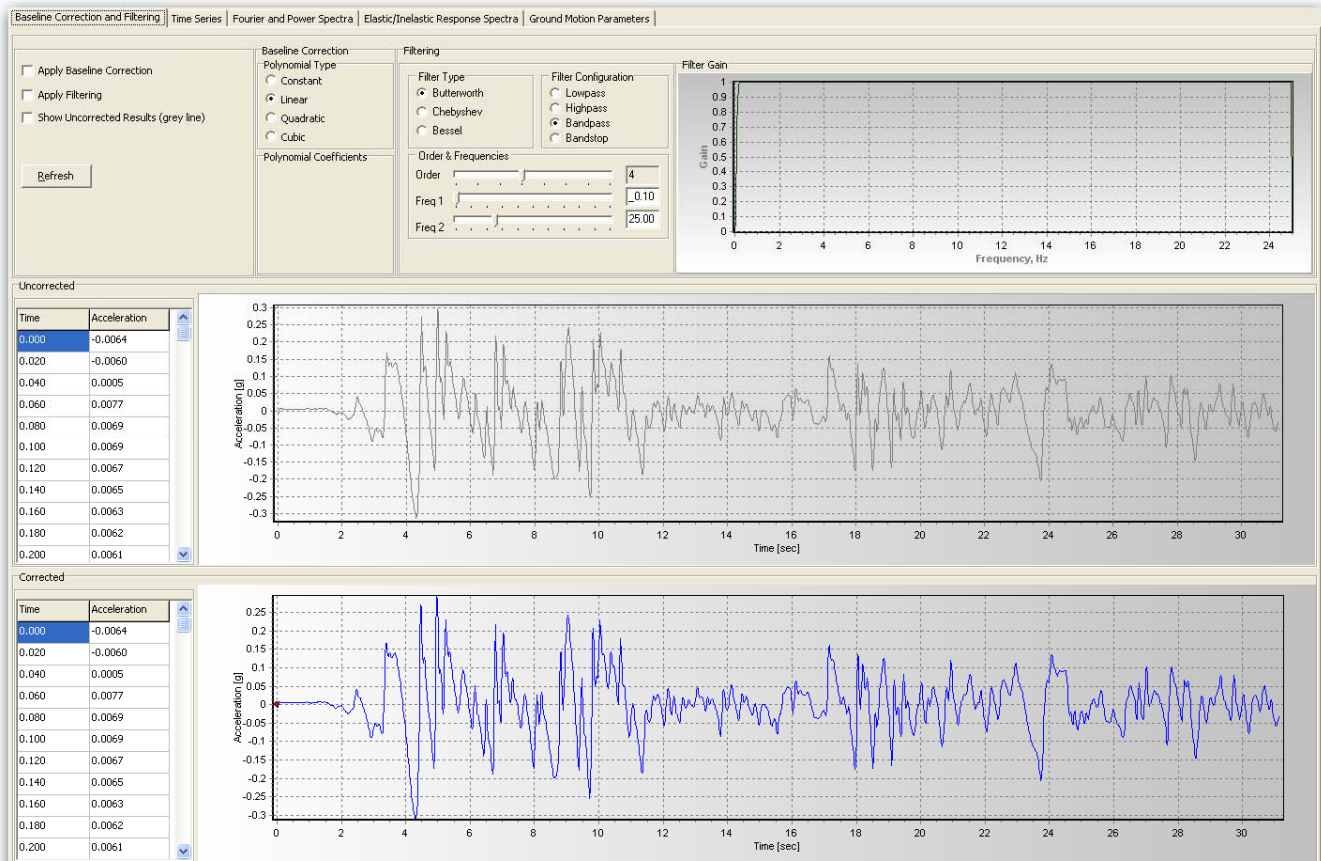 Baseline Correction and Filtering
Time Series
Fourier and Power Spectra
Elastic/Inelastic Response Spectra
Ground Motion Parameters
Apply Baseline Correction
Apply Filtering
Show Uncorrected Results (grey line)
Refresh
Baseline Correction
Polynomial Type
Constant
Linear
Quadratic
Cubic
Polynomial Coefficients
Filtering
Filter Type
Butterworth
Chebyshev
Bessel
Filter Configuration
Lowpass
Highpass
Bandpass
Bandstop
Order & Frequencies
Order 4
Freq 1 _0.10
Freq 2 25.00
Filter Gain
Gain
1
0.9
0.8
0.7
0.6
0.5
0.4
0.3
0.2
0.1
0
0 2 4 6 8 10 12 14 16 18 20 22 24
Frequency, Hz
Uncorrected
Time Acceleration
0.000 -0.0064
0.020 -0.0060
0.040 0.0005
0.060 0.0077
0.080 0.0069
0.100 0.0069
0.120 0.0067
0.140 0.0065
0.160 0.0063
0.180 0.0062
0.200 0.0061
Acceleration [g]
0.3
0.25
0.2
0.15
0.1
0.05
0
-0.05
-0.1
-0.15
-0.2
-0.25
-0.3
0 2 4 6 8 10 12 14 16 18 20 22 24 26 28 30
Time [sec]
Corrected
Time Acceleration
0.000 -0.0064
0.020 -0.0060
0.040 0.0005
0.060 0.0077
0.080 0.0069
0.100 0.0069
0.120 0.0067
0.140 0.0065
0.160 0.0063
0.180 0.0062
0.200 0.0061
Acceleration [g]
0.25
0.2
0.15
0.1
0.05
0
-0.05
-0.1
-0.15
-0.2
-0.25
-0.3
0 2 4 6 8 10 12 14 16 18 20 22 24 26 28 30
Time [sec]